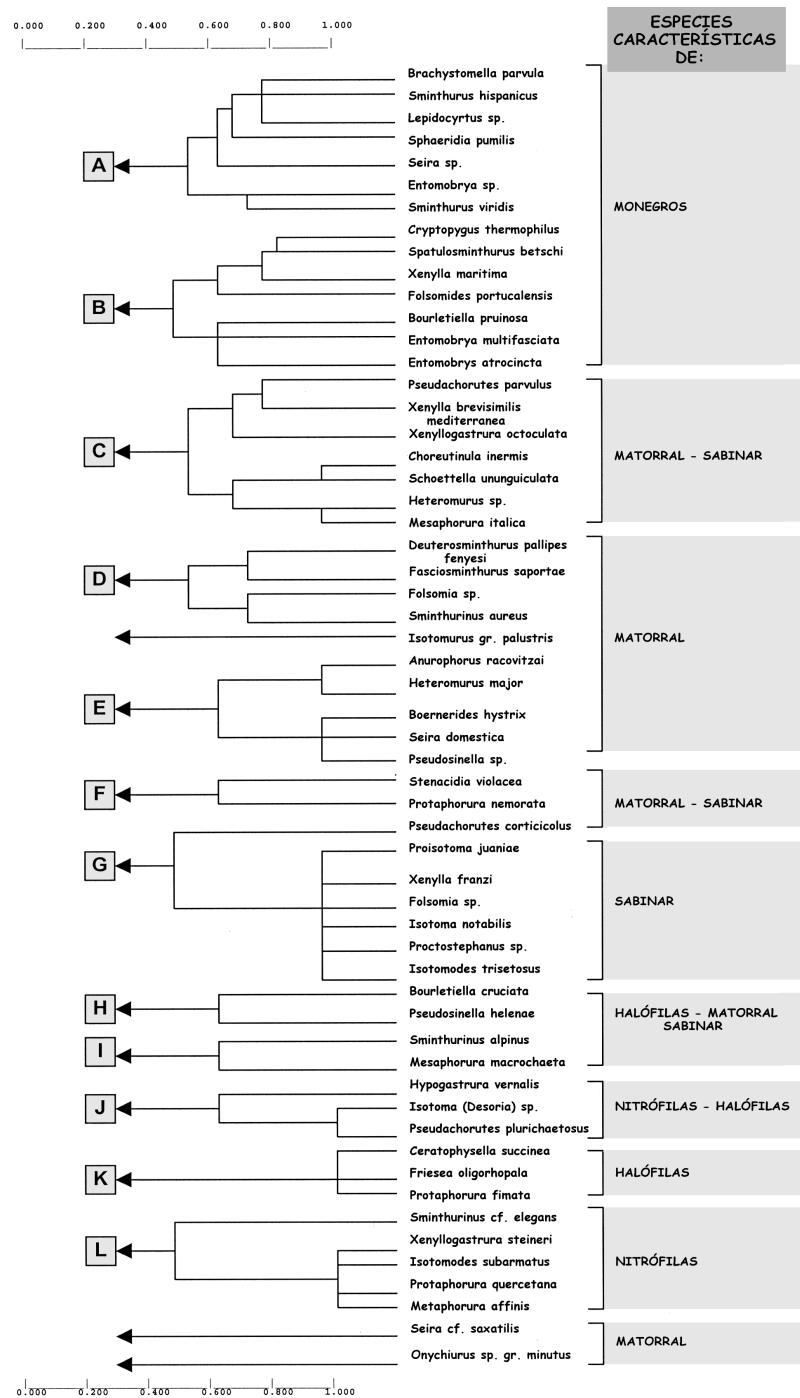 0.000 0.200 0.400 0.600 0.800 1.000
ESPECIES
CARACTERÍSTICAS
DE:
Brachystomella parvula
Sminthurus hispanicus
Lepidocyrtus sp.
Sphaeridia pumilis
A
Seira sp.
Entomobrya sp.
Sminthurus viridis
MONEGROS
Cryptopygus thermophilus
Spatulosminthurus betschi
Xenylla maritima
Folsomides portucalensis
B
Bourletiella pruinosa
Entomobrya multifasciata
Entomobrys atrocincta
Pseudachorutes parvulus
Xenylla brevisimilis
mediterranea
Xenyllogastrura octoculata
C
Choreutinula inermis
MATORRAL - SABINAR
Schoettella ununguiculata
Heteromurus sp.
Mesaphorura italica
Deuterosminthurus pallipes
fenyesi
Fasciosminthurus saportae
D
Folsomia sp.
Sminthurinus aureus
Isotomurus gr. palustris
MATORRAL
Anurophorus racovitzai
Heteromurus major
E
Boernerides hystrix
Seira domestica
Pseudosinella sp.
Stenacidia violacea
F
Protaphorura nemorata
MATORRAL - SABINAR
Pseudachorutes corticicolus
Proisotoma juaniae
G
Xenylla franzi
Folsomia sp.
SABINAR
Isotoma notabilis
Proctostephanus sp.
Isotomodes trisetosus
Bourletiella cruciata
H
Pseudosinella helenae
HALÓFILAS - MATORRAL
SABINAR
Sminthurinus alpinus
I
Mesaphorura macrochaeta
Hypogastrura vernalis
J
Isotoma (Desoria) sp.
NITRÓFILAS - HALÓFILAS
Pseudachorutes plurichaetosus
Ceratophysella succinea
Friesea oligorhopala
HALÓFILAS
K
Protaphorura fimata
Sminthurinus cf. elegans
Xenyllogastrura steineri
L
Isotomodes subarmatus
NITRÓFILAS
Protaphorura quercetana
Metaphorura affinis
Seira cf. saxatilis
MATORRAL
Onychiurus sp. gr. minutus
0.000 0.200 0.400 0.600 0.800 1.000